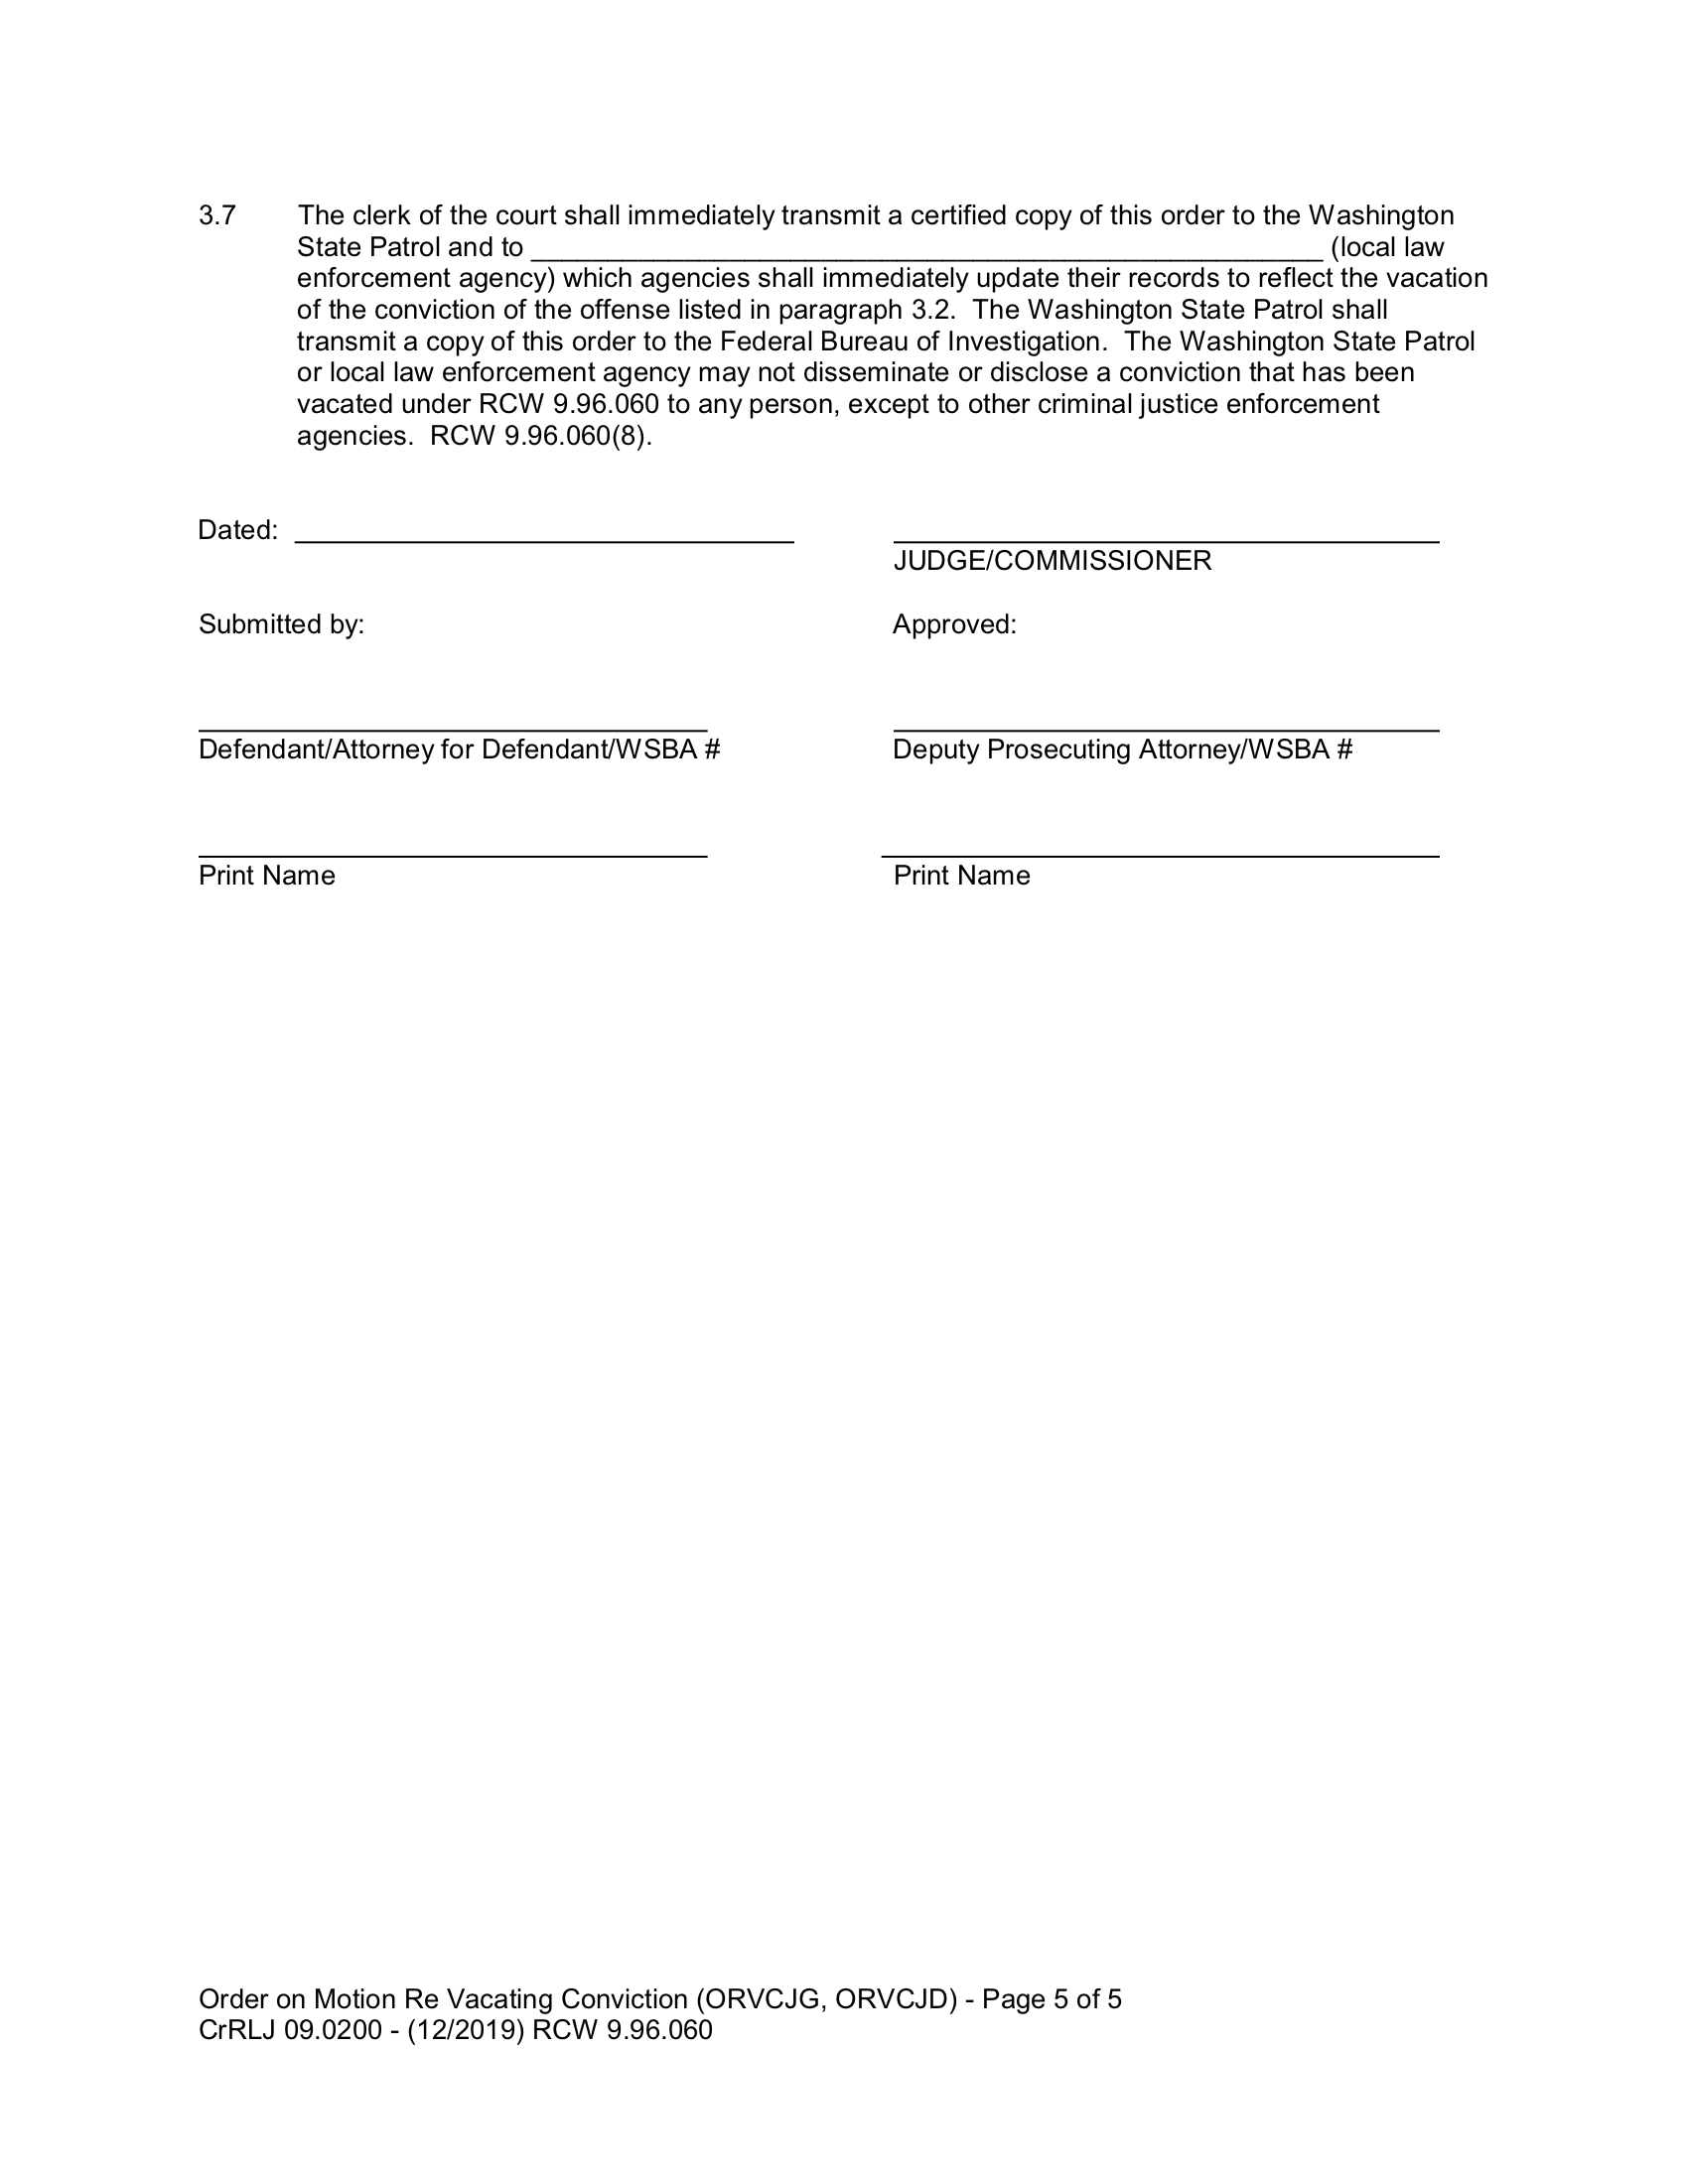 3.7 The clerk of the court shall immediately transmit a certified copy of this order to the Washington
State Patrol and to ____________________________________________________ (local law
enforcement agency) which agencies shall immediately update their records to reflect the vacation
of the conviction of the offense listed in paragraph 3.2. The Washington State Patrol shall
transmit a copy of this order to the Federal Bureau of Investigation. The Washington State Patrol
or local law enforcement agency may not disseminate or disclose a conviction that has been
vacated under RCW 9.96.060 to any person, except to other criminal justice enforcement
agencies. RCW 9.96.060(8).
Dated:
JUDGE/COMMISSIONER
Submitted by: Approved:
Defendant/Attorney for Defendant/WSBA # Deputy Prosecuting Attorney/WSBA #
Print Name Print Name
Order on Motion Re Vacating Conviction (ORVCJG, ORVCJD) - Page 5 of 5
CrRLJ 09.0200 - (12/2019) RCW 9.96.060